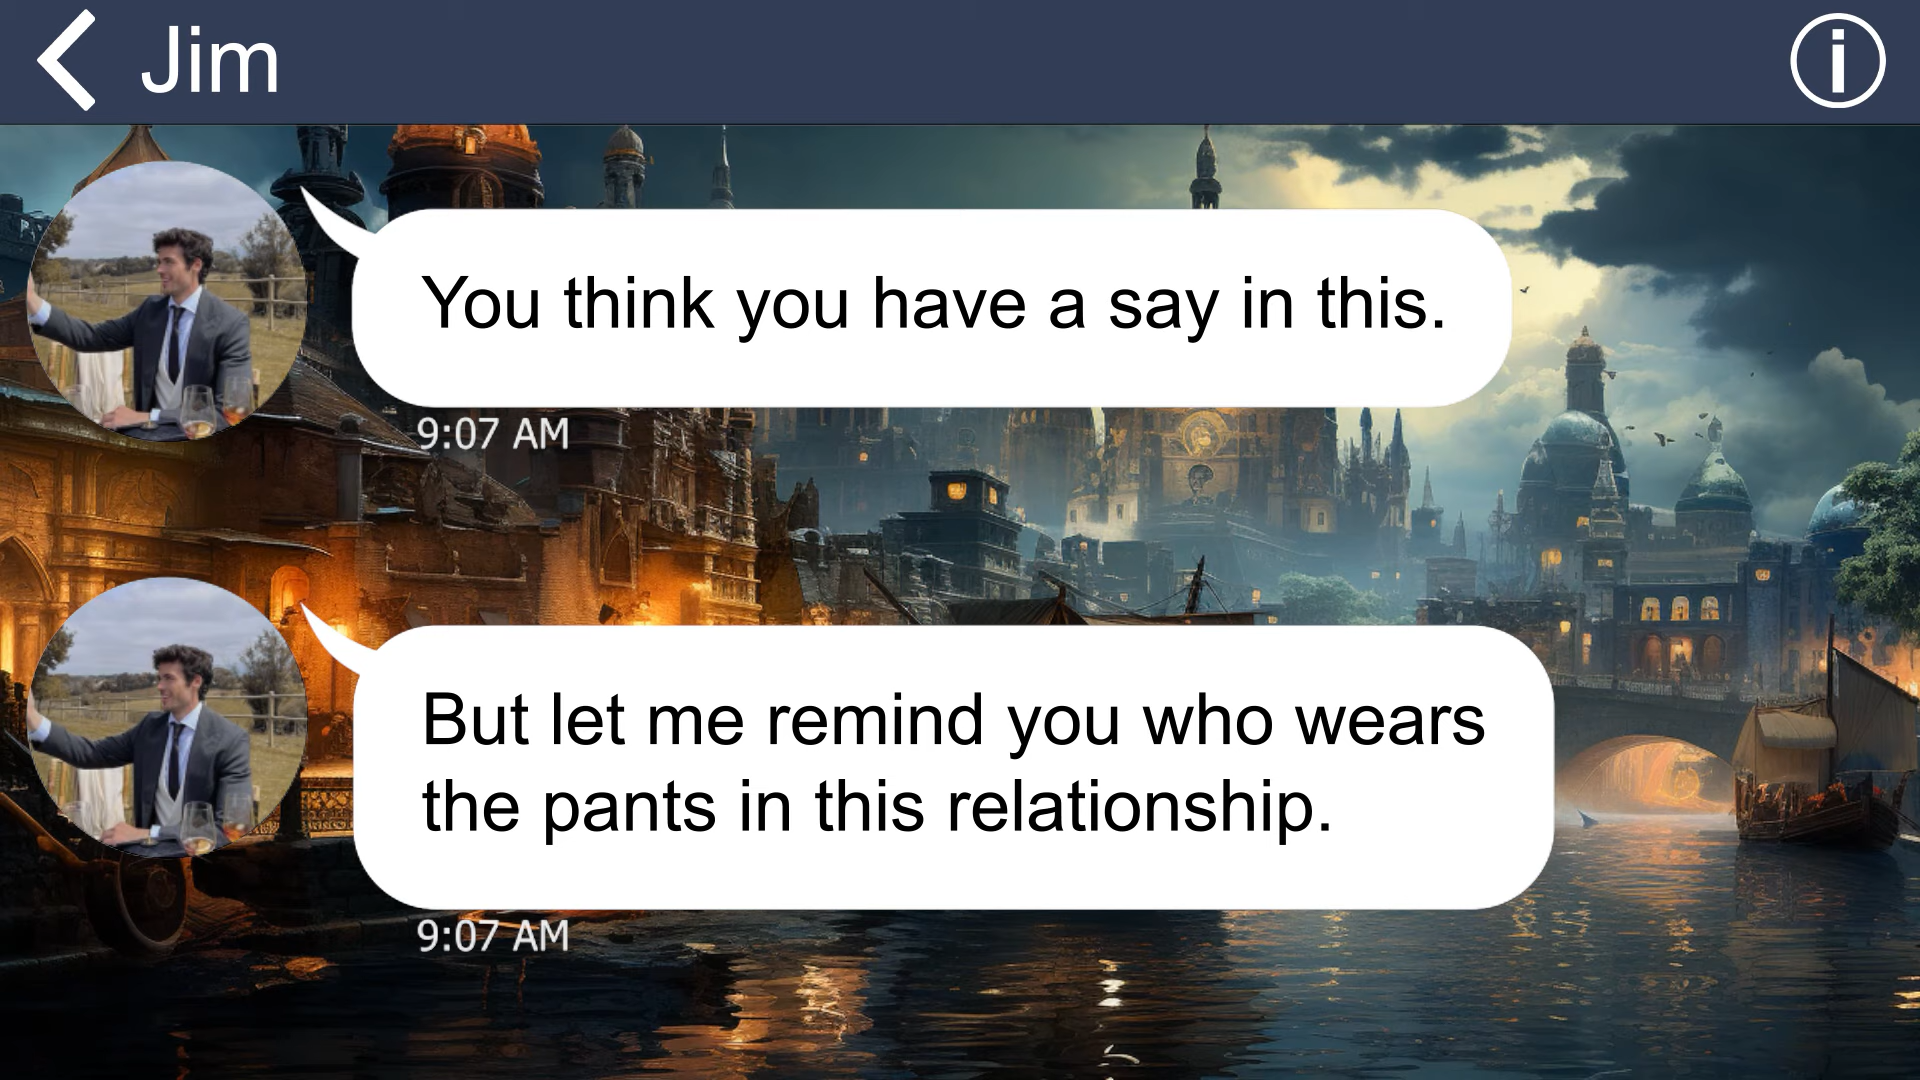 Jim
You think you have a say in this.
9:07 AM
But let me remind you who wears
the pants in this relationship.
9:07 AM